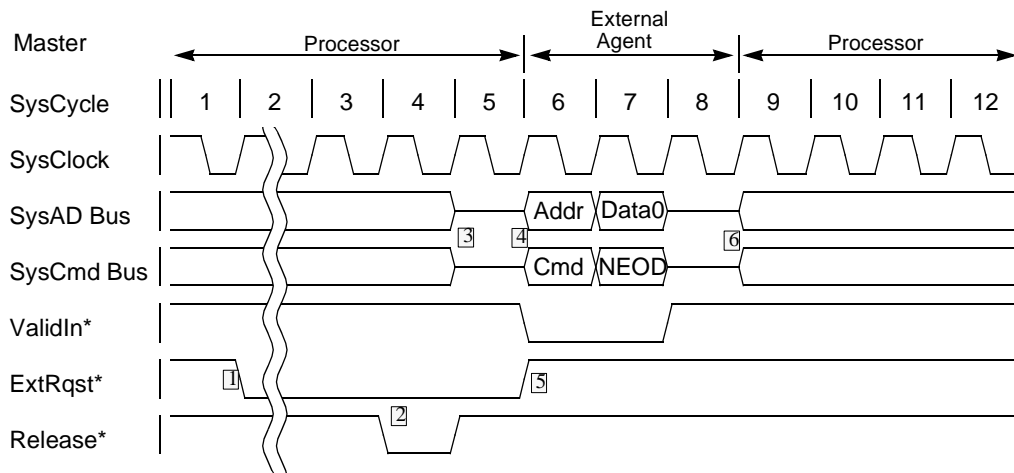 External
Master Processor Agent Processor
SysCycle 1 2 3 4 5 6 7 8 9 10 11 12
SysClock
SysAD Bus Addr Data0
3 4 6
SysCmd Bus Cmd NEOD
ValidIn*
ExtRqst* 1 5
2
Release*